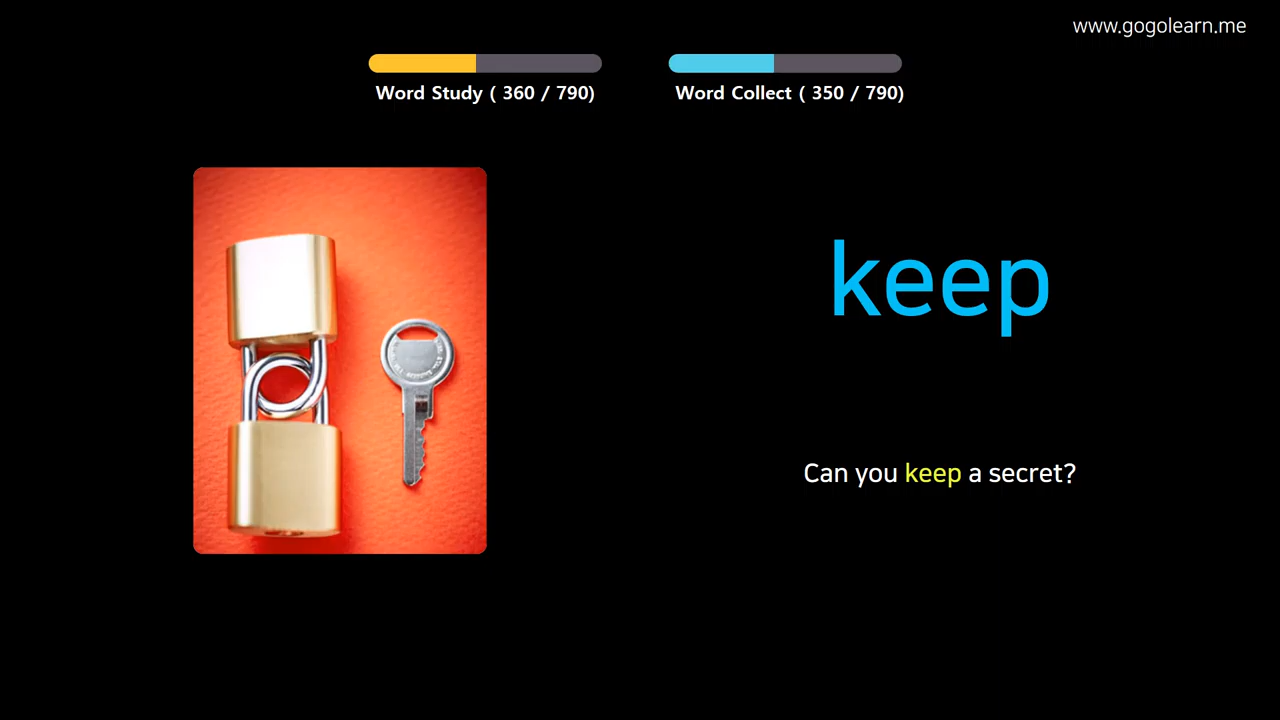 www.gogolearn.me
Word Study ( 360 / 790)
Word Collect ( 350 / 790)
keep
Can you keep a secret?